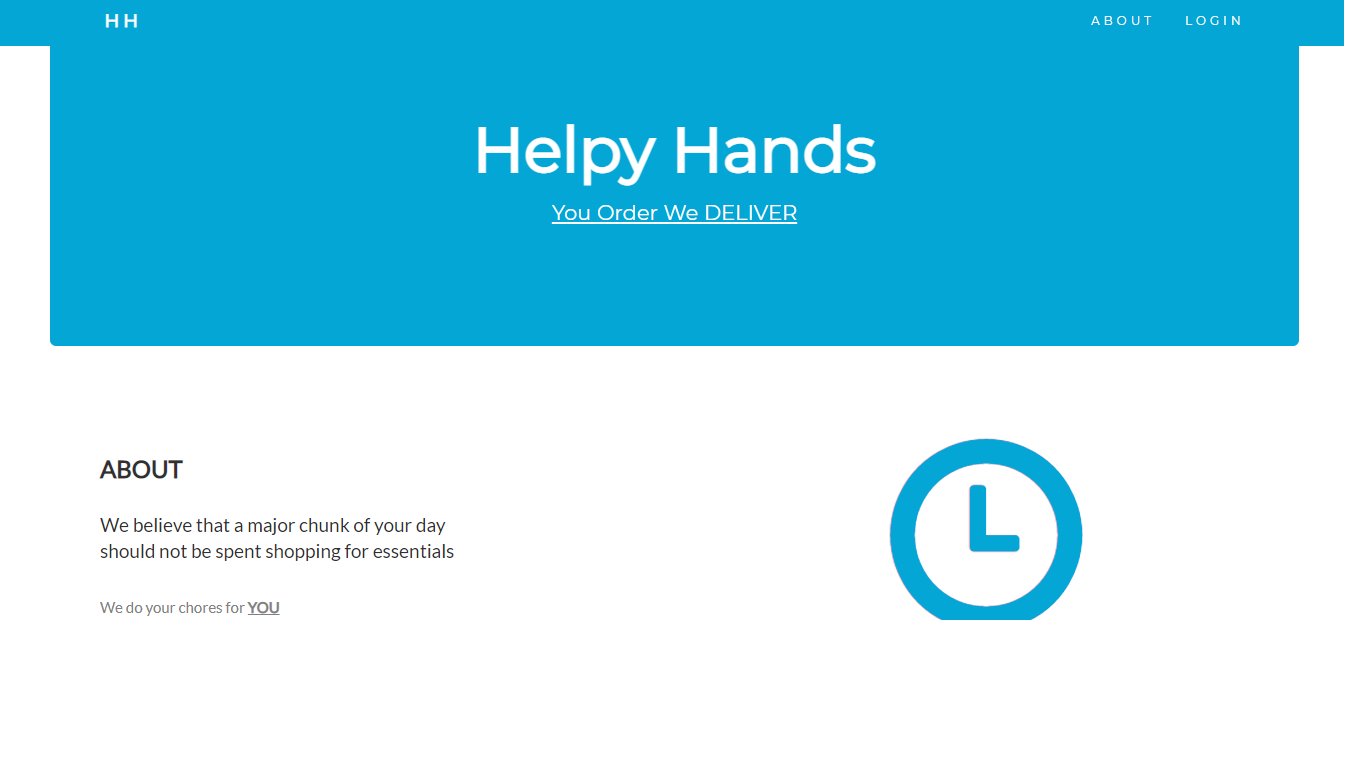 HH
ABOUT
LOGIN
Helpy Hands
You Order We DELIVER
ABOUT
We believe that a major chunk of your day
should not be spent shopping for essentials
We do your chores for YOU